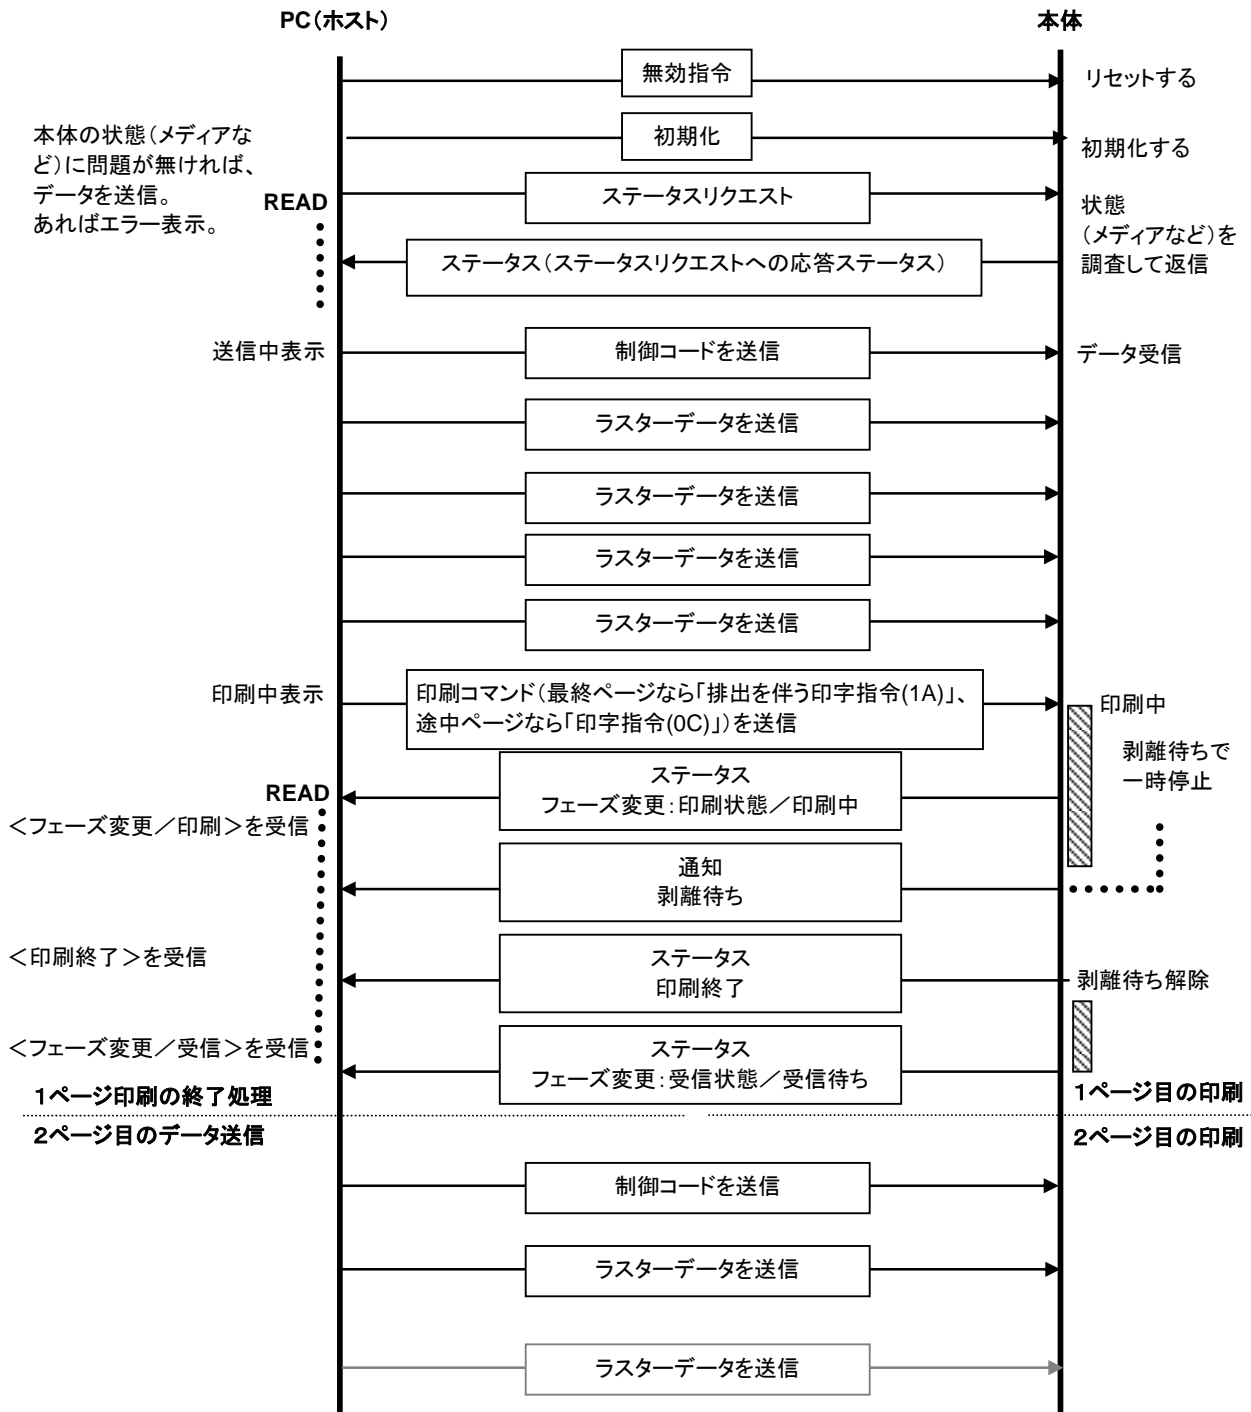 PC（ホスト）
本体
無効指令
リセットする
初期化
初期化する
本体の状態（メディアな
ど）に問題が無ければ、
データを送信。
あればエラー表示。
READ
ステータスリクエスト
状態
（メディアなど）を
調査して返信
ステータス（ステータスリクエストへの応答ステータス）
送信中表示
制御コードを送信
データ受信
ラスターデータを送信
ラスターデータを送信
ラスターデータを送信
ラスターデータを送信
印刷中表示
印刷コマンド（最終ページなら「排出を伴う印字指令(1A)」、
途中ページなら「印字指令(0C)」）を送信
印刷中
剥離待ちで
一時停止
READ
ステータス
フェーズ変更：印刷状態／印刷中
＜フェーズ変更／印刷＞を受信
通知
剥離待ち
＜印刷終了＞を受信
ステータス
印刷終了
剥離待ち解除
＜フェーズ変更／受信＞を受信
ステータス
フェーズ変更：受信状態／受信待ち
１ページ印刷の終了処理
１ページ目の印刷
２ページ目のデータ送信
２ページ目の印刷
制御コードを送信
ラスターデータを送信
ラスターデータを送信